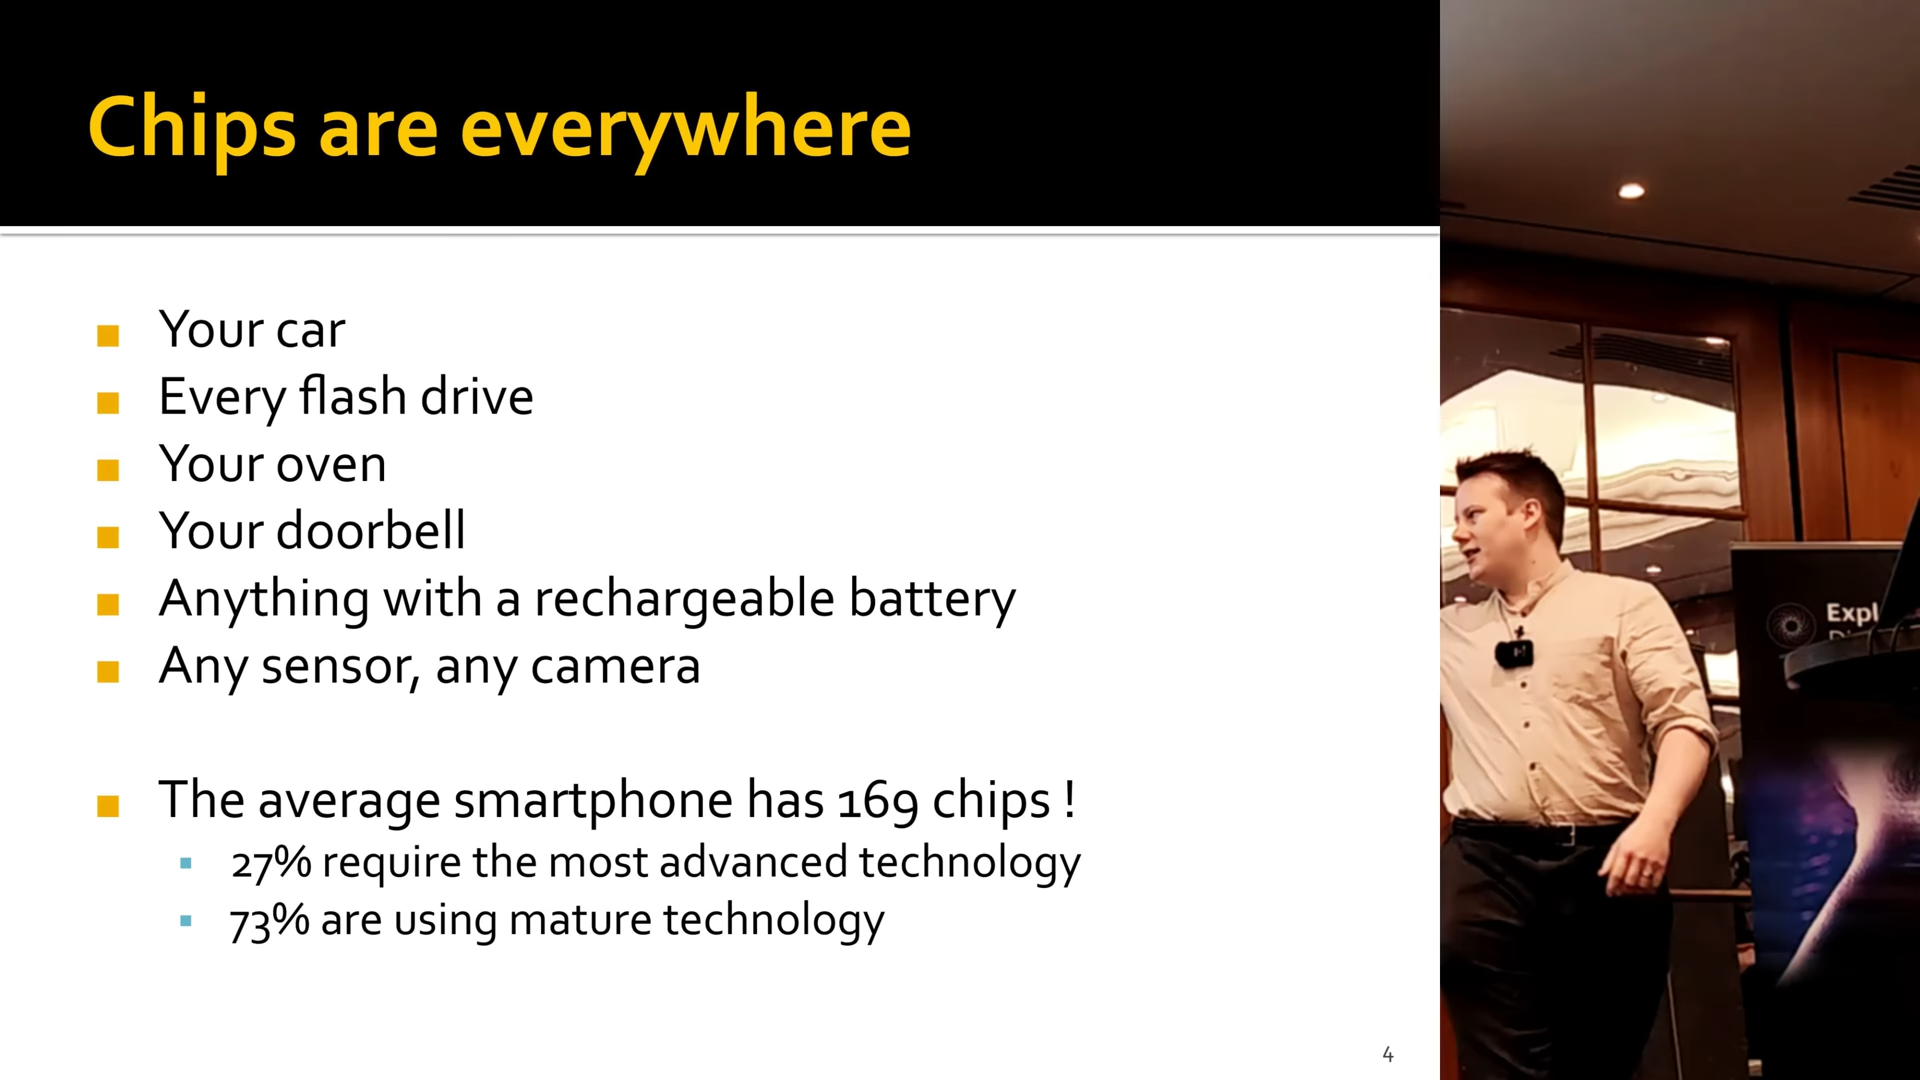 Chips are everywhere
Your car
Every flash drive
Your oven
Your doorbell
Anything with a rechargeable battery
Any sensor, any camera
The average smartphone has 169 chips !
27% require the most advanced technology
73% are using mature technology
4
Expl